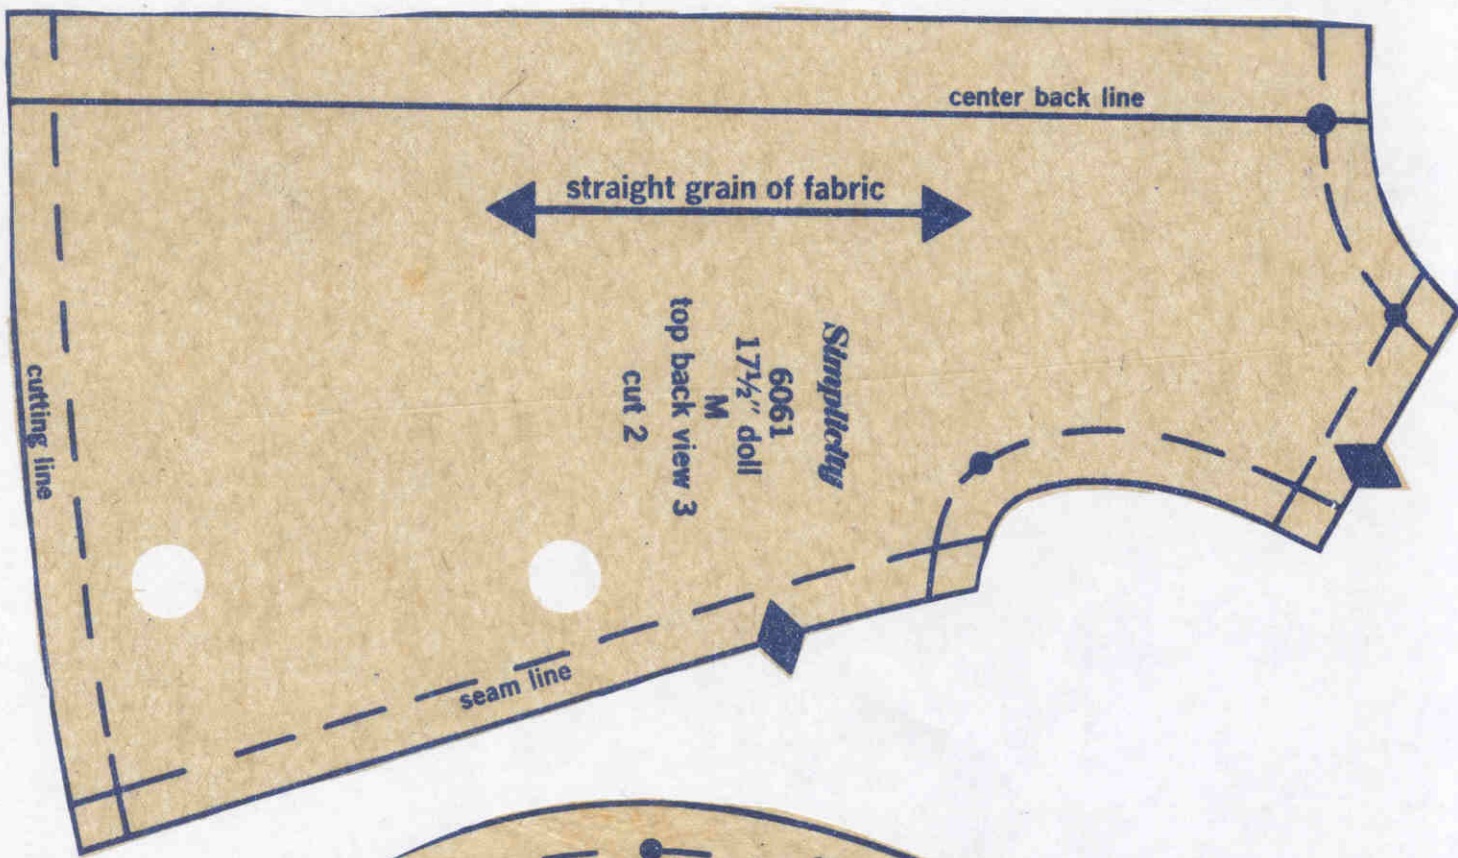 center back line
straight grain of fabric
Simplicity
6061
17½" doll
M
top back view 3
cut 2
cutting line
seam line